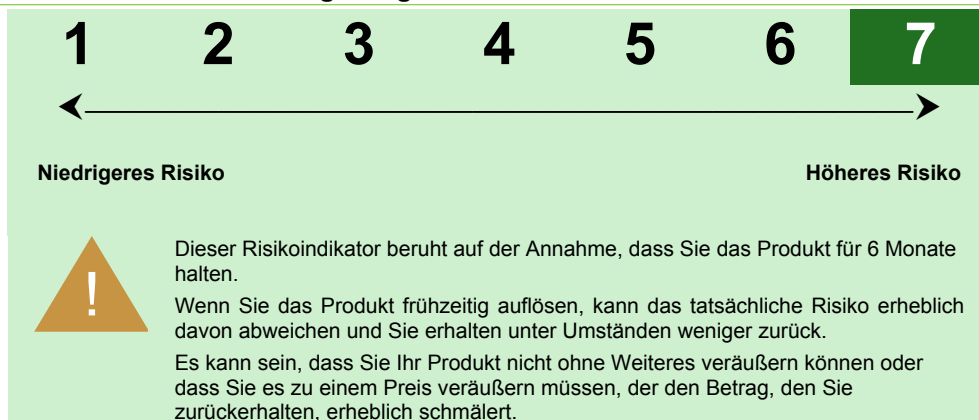 1 2 3 4 5 6 7
Niedrigeres Risiko Höheres Risiko
!
Dieser Risikoindikator beruht auf der Annahme, dass Sie das Produkt für 6 Monate
halten.
Wenn Sie das Produkt frühzeitig auflösen, kann das tatsächliche Risiko erheblich
davon abweichen und Sie erhalten unter Umständen weniger zurück.
Es kann sein, dass Sie Ihr Produkt nicht ohne Weiteres veräußern können oder
dass Sie es zu einem Preis veräußern müssen, der den Betrag, den Sie
zurückerhalten, erheblich schmälert.